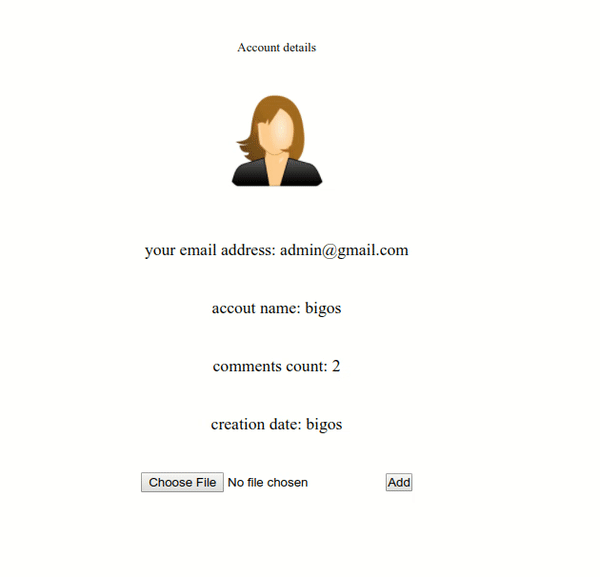 Account details
your email address: admin@gmail.com
accout name: bigos
comments count: 2
creation date: bigos
Choose File No file chosen Add